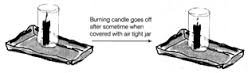 Burning candle goes off
after sometime when
covered with air tight jar